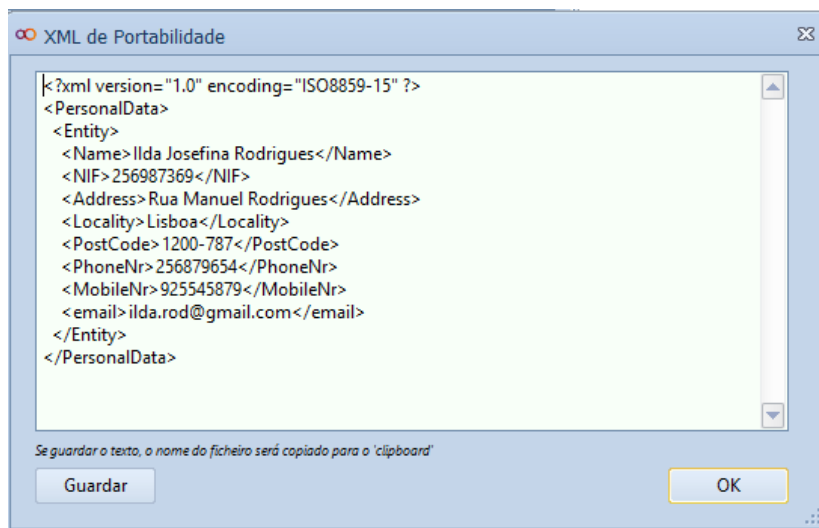 XML de Portabilidade
<?xml version="1.0" encoding="ISO8859-15" ?>
<PersonalData>
<Entity>
<Name>Ilda Josefina Rodrigues</Name>
<NIF>256987369</NIF>
<Address>Rua Manuel Rodrigues</Address>
<Locality>Lisboa</Locality>
<PostCode>1200-787</PostCode>
<PhoneNr>256879654</PhoneNr>
<MobileNr>925545879</MobileNr>
<email>ilda.rod@gmail.com</email>
</Entity>
</PersonalData>
Se guardar o texto, o nome do ficheiro será copiado para o 'clipboard'
Guardar OK